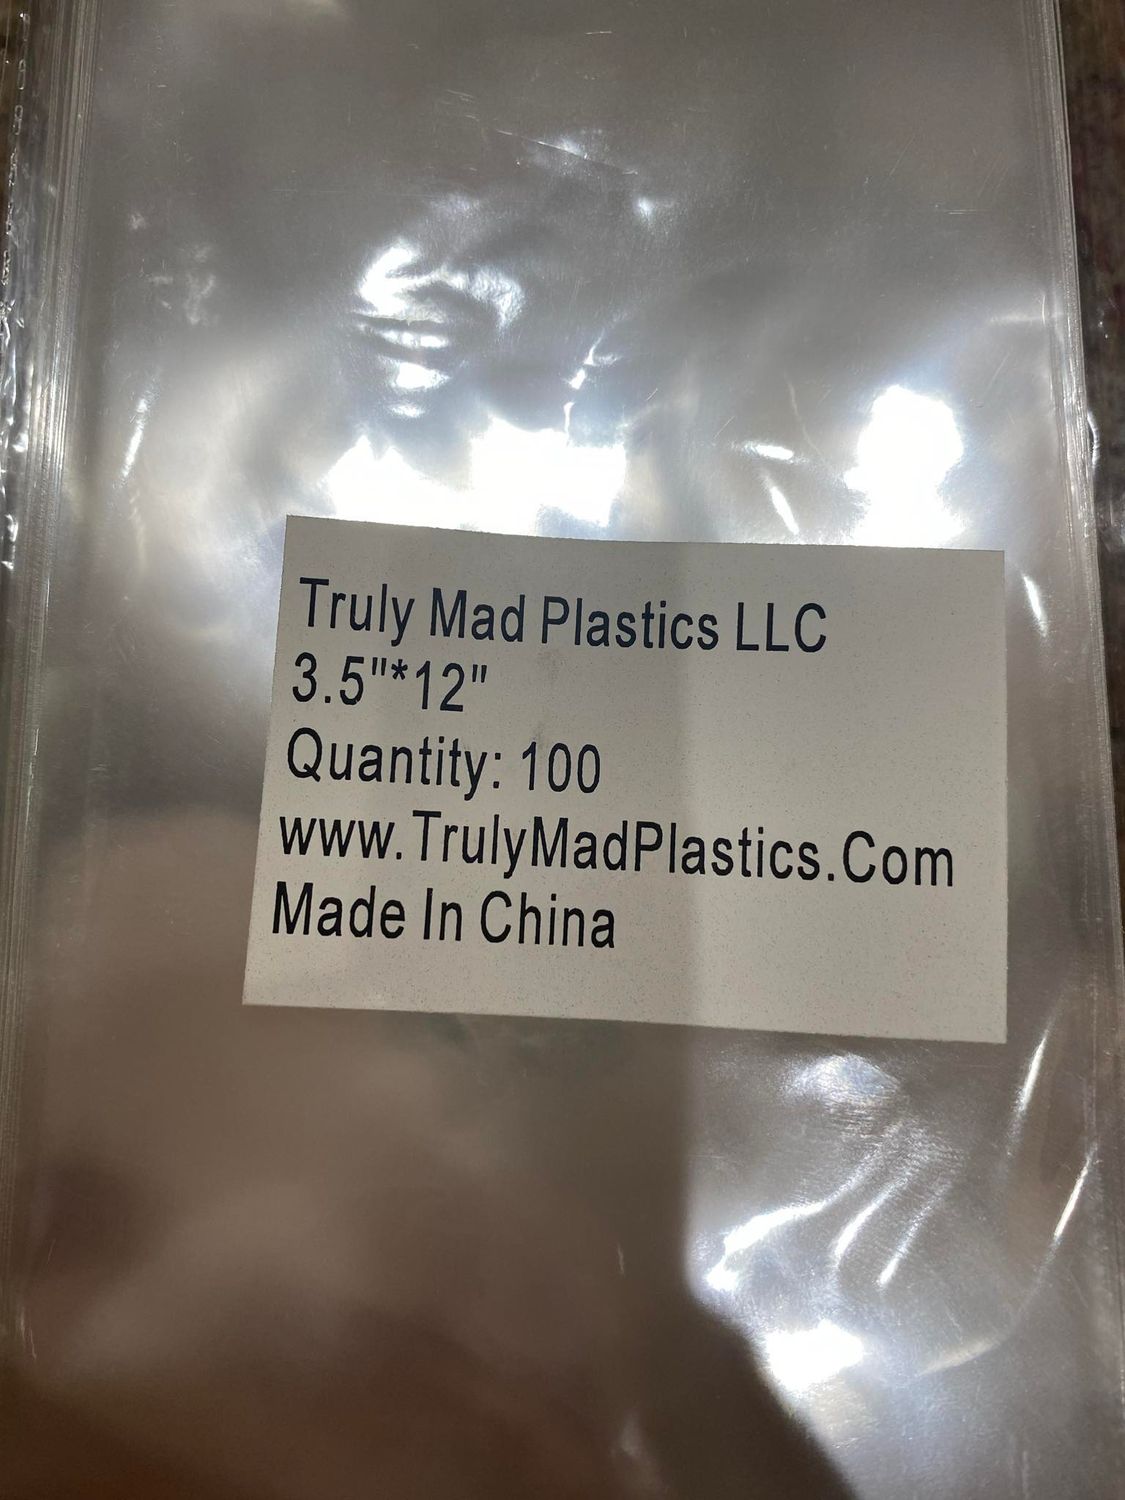 Truly Mad Plastics LLC
3.5"*12"
Quantity: 100
www.TrulyMadPlastics.Com
Made In China